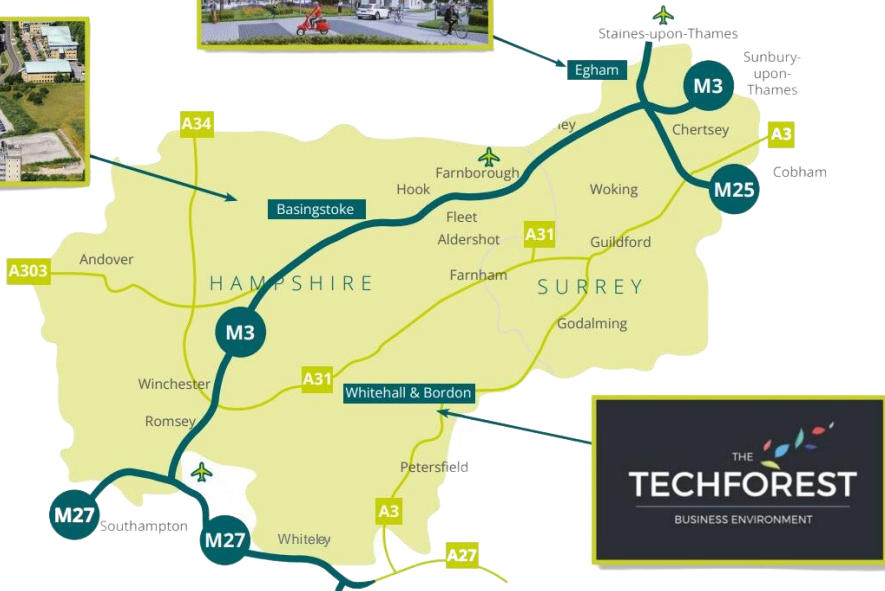 Staines-upon-Thames
Egham
M3
Sunbury-
upon-
Thames
A34
ley
Chertsey
A3
Farnborough
Cobham
Hook
Woking
M25
Basingstoke
Fleet
Aldershot
A31
Guildford
Andover
A303
Farnham
HAMPSHIRE
SURREY
M3
Godalming
Winchester
A31
Whitehall & Bordon
Romsey
THE
TECHFOREST
BUSINESS ENVIRONMENT
Petersfield
M27
Southampton
A3
M27
Whiteley
A27